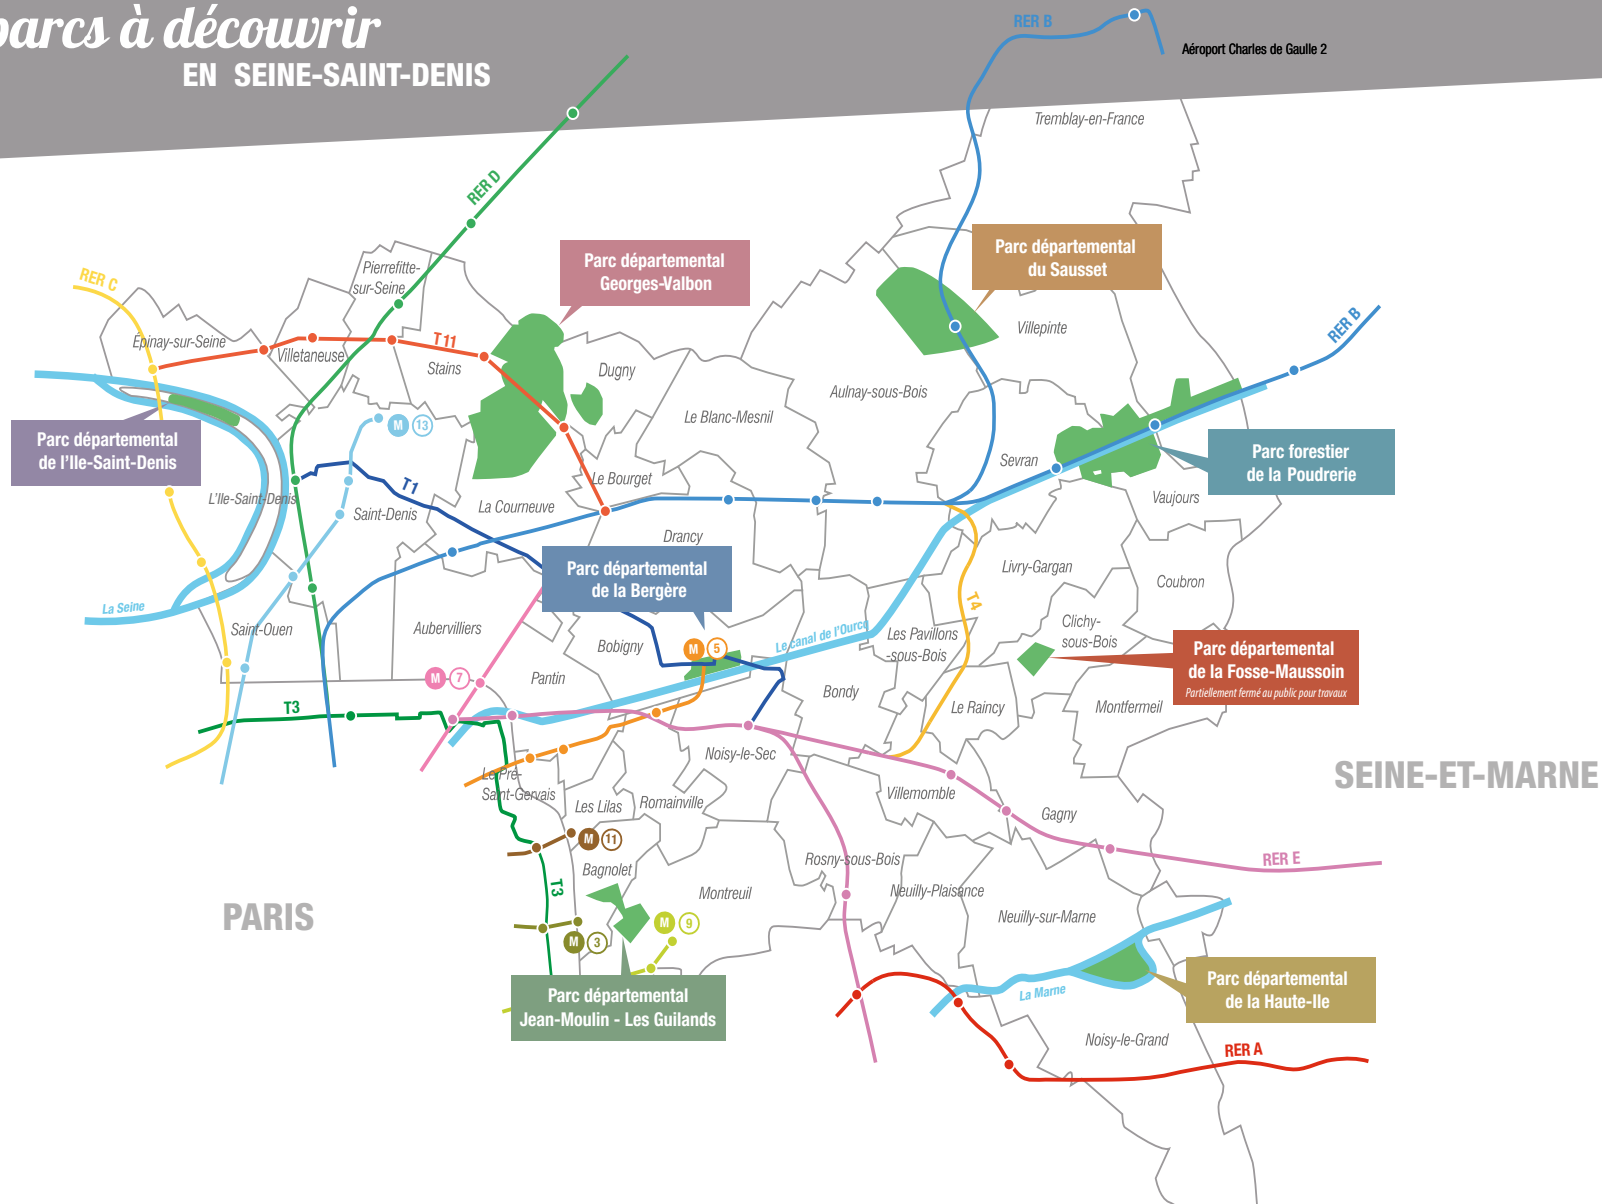 parcs à découvrir
EN SEINE-SAINT-DENIS
RER B
Aéroport Charles de Gaulle 2
Tremblay-en-France
RER D
Parc départemental
du Sausset
Parc départemental
Georges-Valbon
Pierrefitte-
sur-Seine
RER C
Épinay-sur-Seine
Villetaneuse
T11
Stains
Dugny
Villepinte
RER B
Aulnay-sous-Bois
Le Blanc-Mesnil
M 13
Parc départemental
de l'Ile-Saint-Denis
Parc forestier
de la Poudrerie
Sevran
Vaujours
L'Ile-Saint-Denis
T1
Saint-Denis
La Courneuve
Le Bourget
Drancy
Parc départemental
de la Bergère
Livry-Gargan
Coubron
T4
La Seine
Saint-Ouen
Aubervilliers
Bobigny
M 5
Le canal de l'Ourcq
Les Pavillons
-sous-Bois
Clichy-
sous-Bois
Parc départemental
de la Fosse-Maussoin
Partiellement fermé au public pour travaux
M 7
Pantin
Bondy
Le Raincy
Montfermeil
T3
Noisy-le-Sec
SEINE-ET-MARNE
Le Pré-
Saint-Gervais
Les Lilas
Romainville
Villemomble
Gagny
M 11
RER E
Rosny-sous-Bois
Bagnolet
T3
Montreuil
Neuilly-Plaisance
PARIS
Neuilly-sur-Marne
M 9
M 3
Parc départemental
Jean-Moulin - Les Guilands
La Marne
Parc départemental
de la Haute-Ile
Noisy-le-Grand
RER A